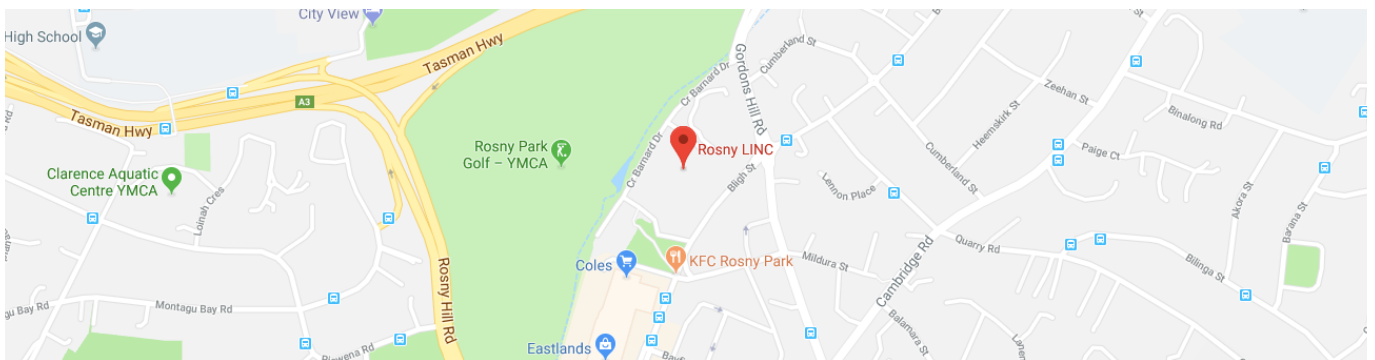 City View
High School
Tasman Hwy
A3
Tasman Hwy
Clarence Aquatic
Centre YMCA
Loinah Cres
Montagu Bay Rd
Rosny Hill Rd
Rosny Park
Golf – YMCA
Cr Barnard Dr
Cr Barnard Dr
Gordons Hill Rd
Rosny LINC
Bligh St
Coles
KFC Rosny Park
Eastlands
Mildura St
Cumberland St
Lennon Place
Cumberland St
Heemskirk St
Zeehan St
Binalong Rd
Paige Ct
Akora St
Barana St
Quarry Rd
Bilinga St
Cambridge Rd
Balamara St